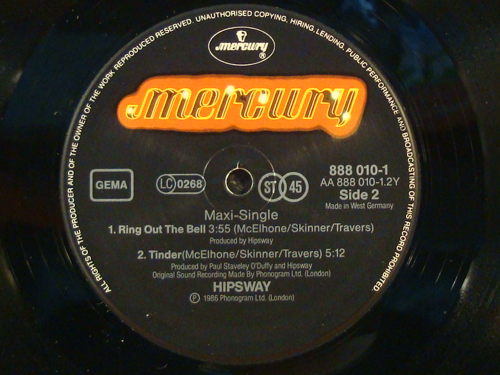 ALL RIGHTS OF THE PRODUCER AND OF THE OWNER OF THE WORK REPRODUCED RESERVED. UNAUTHORISED COPYING, HIRING, LENDING, PUBLIC PERFORMANCE AND BROADCASTING OF THIS RECORD PROHIBITED.
mercury
®
mercury
GEMA
LC 0268
ST 45
888 010-1
AA 888 010-1.2Y
Side 2
Made in West Germany
Maxi-Single
1. Ring Out The Bell 3:55 (McElhone/Skinner/Travers)
Produced by Hipsway
2. Tinder(McElhone/Skinner/Travers) 5:12
Produced by Paul Staveley O'Duffy and Hipsway
Original Sound Recording Made By Phonogram Ltd. (London)
HIPSWAY
Ⓟ 1986 Phonogram Ltd. (London)